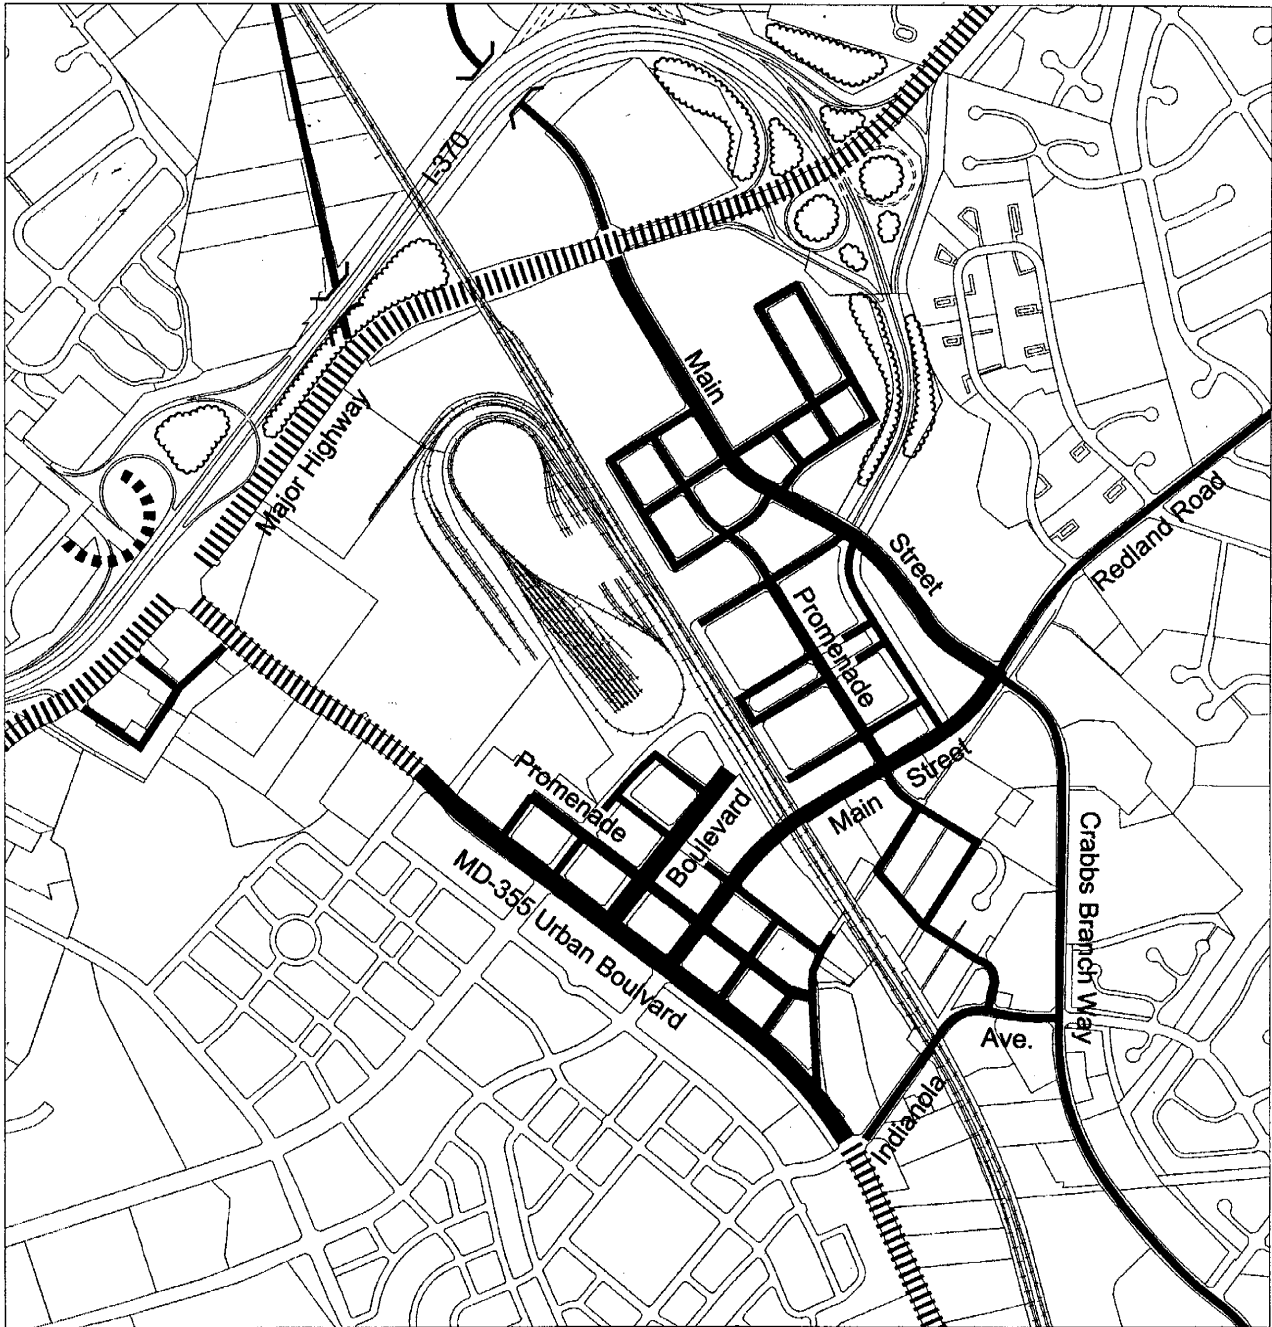 I-370
Major Highway
Main
Street
Redland Road
Promenade
Main Street
Promenade
Boulevard
MD-355 Urban Boulvard
Crabbs Branch Way
Indianola Ave.